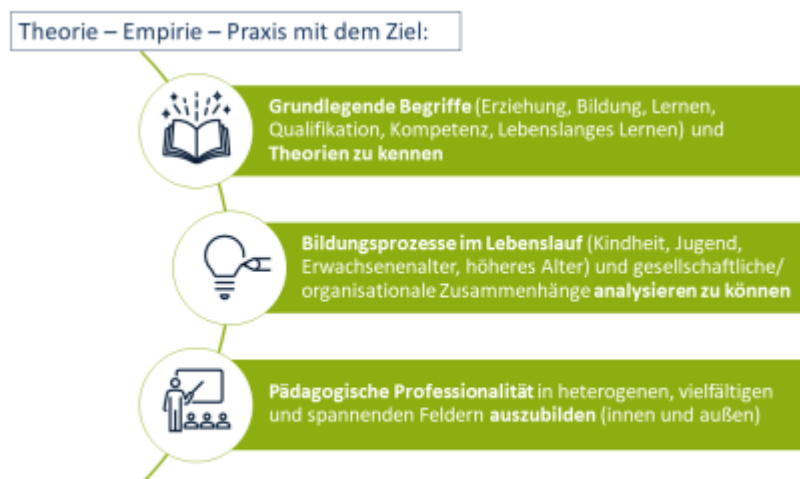 Theorie – Empirie – Praxis mit dem Ziel:
Grundlegende Begriffe (Erziehung, Bildung, Lernen,
Qualifikation, Kompetenz, Lebenslanges Lernen) und
Theorien zu kennen
Bildungsprozesse im Lebenslauf (Kindheit, Jugend,
Erwachsenenalter, höheres Alter) und gesellschaftliche/
organisationale Zusammenhänge analysieren zu können
Pädagogische Professionalität in heterogenen, vielfältigen
und spannenden Feldern auszubilden (innen und außen)